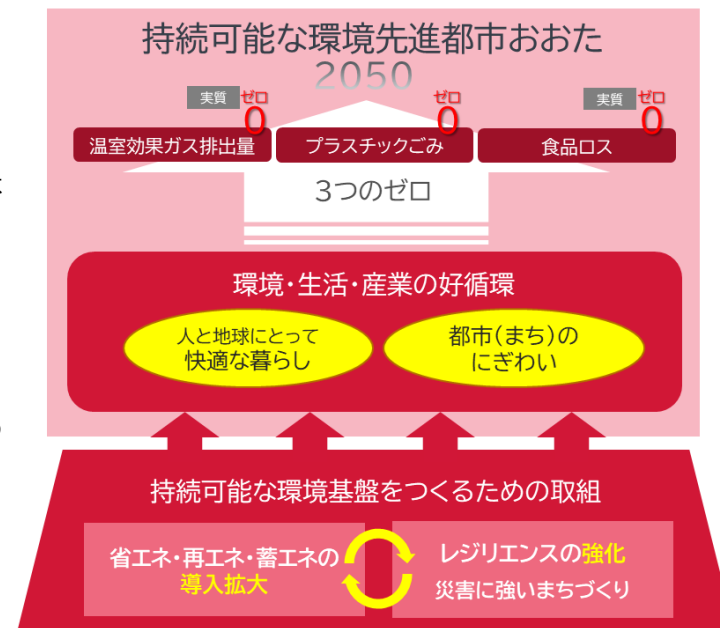 持続可能な環境先進都市おおた
2050
実質 ゼロ 0
ゼロ 0
実質 ゼロ 0
温室効果ガス排出量
プラスチックごみ
食品ロス
3つのゼロ
環境・生活・産業の好循環
人と地球にとって
快適な暮らし
都市(まち)の
にぎわい
持続可能な環境基盤をつくるための取組
省エネ・再エネ・蓄エネの
導入拡大
レジリエンスの強化
災害に強いまちづくり